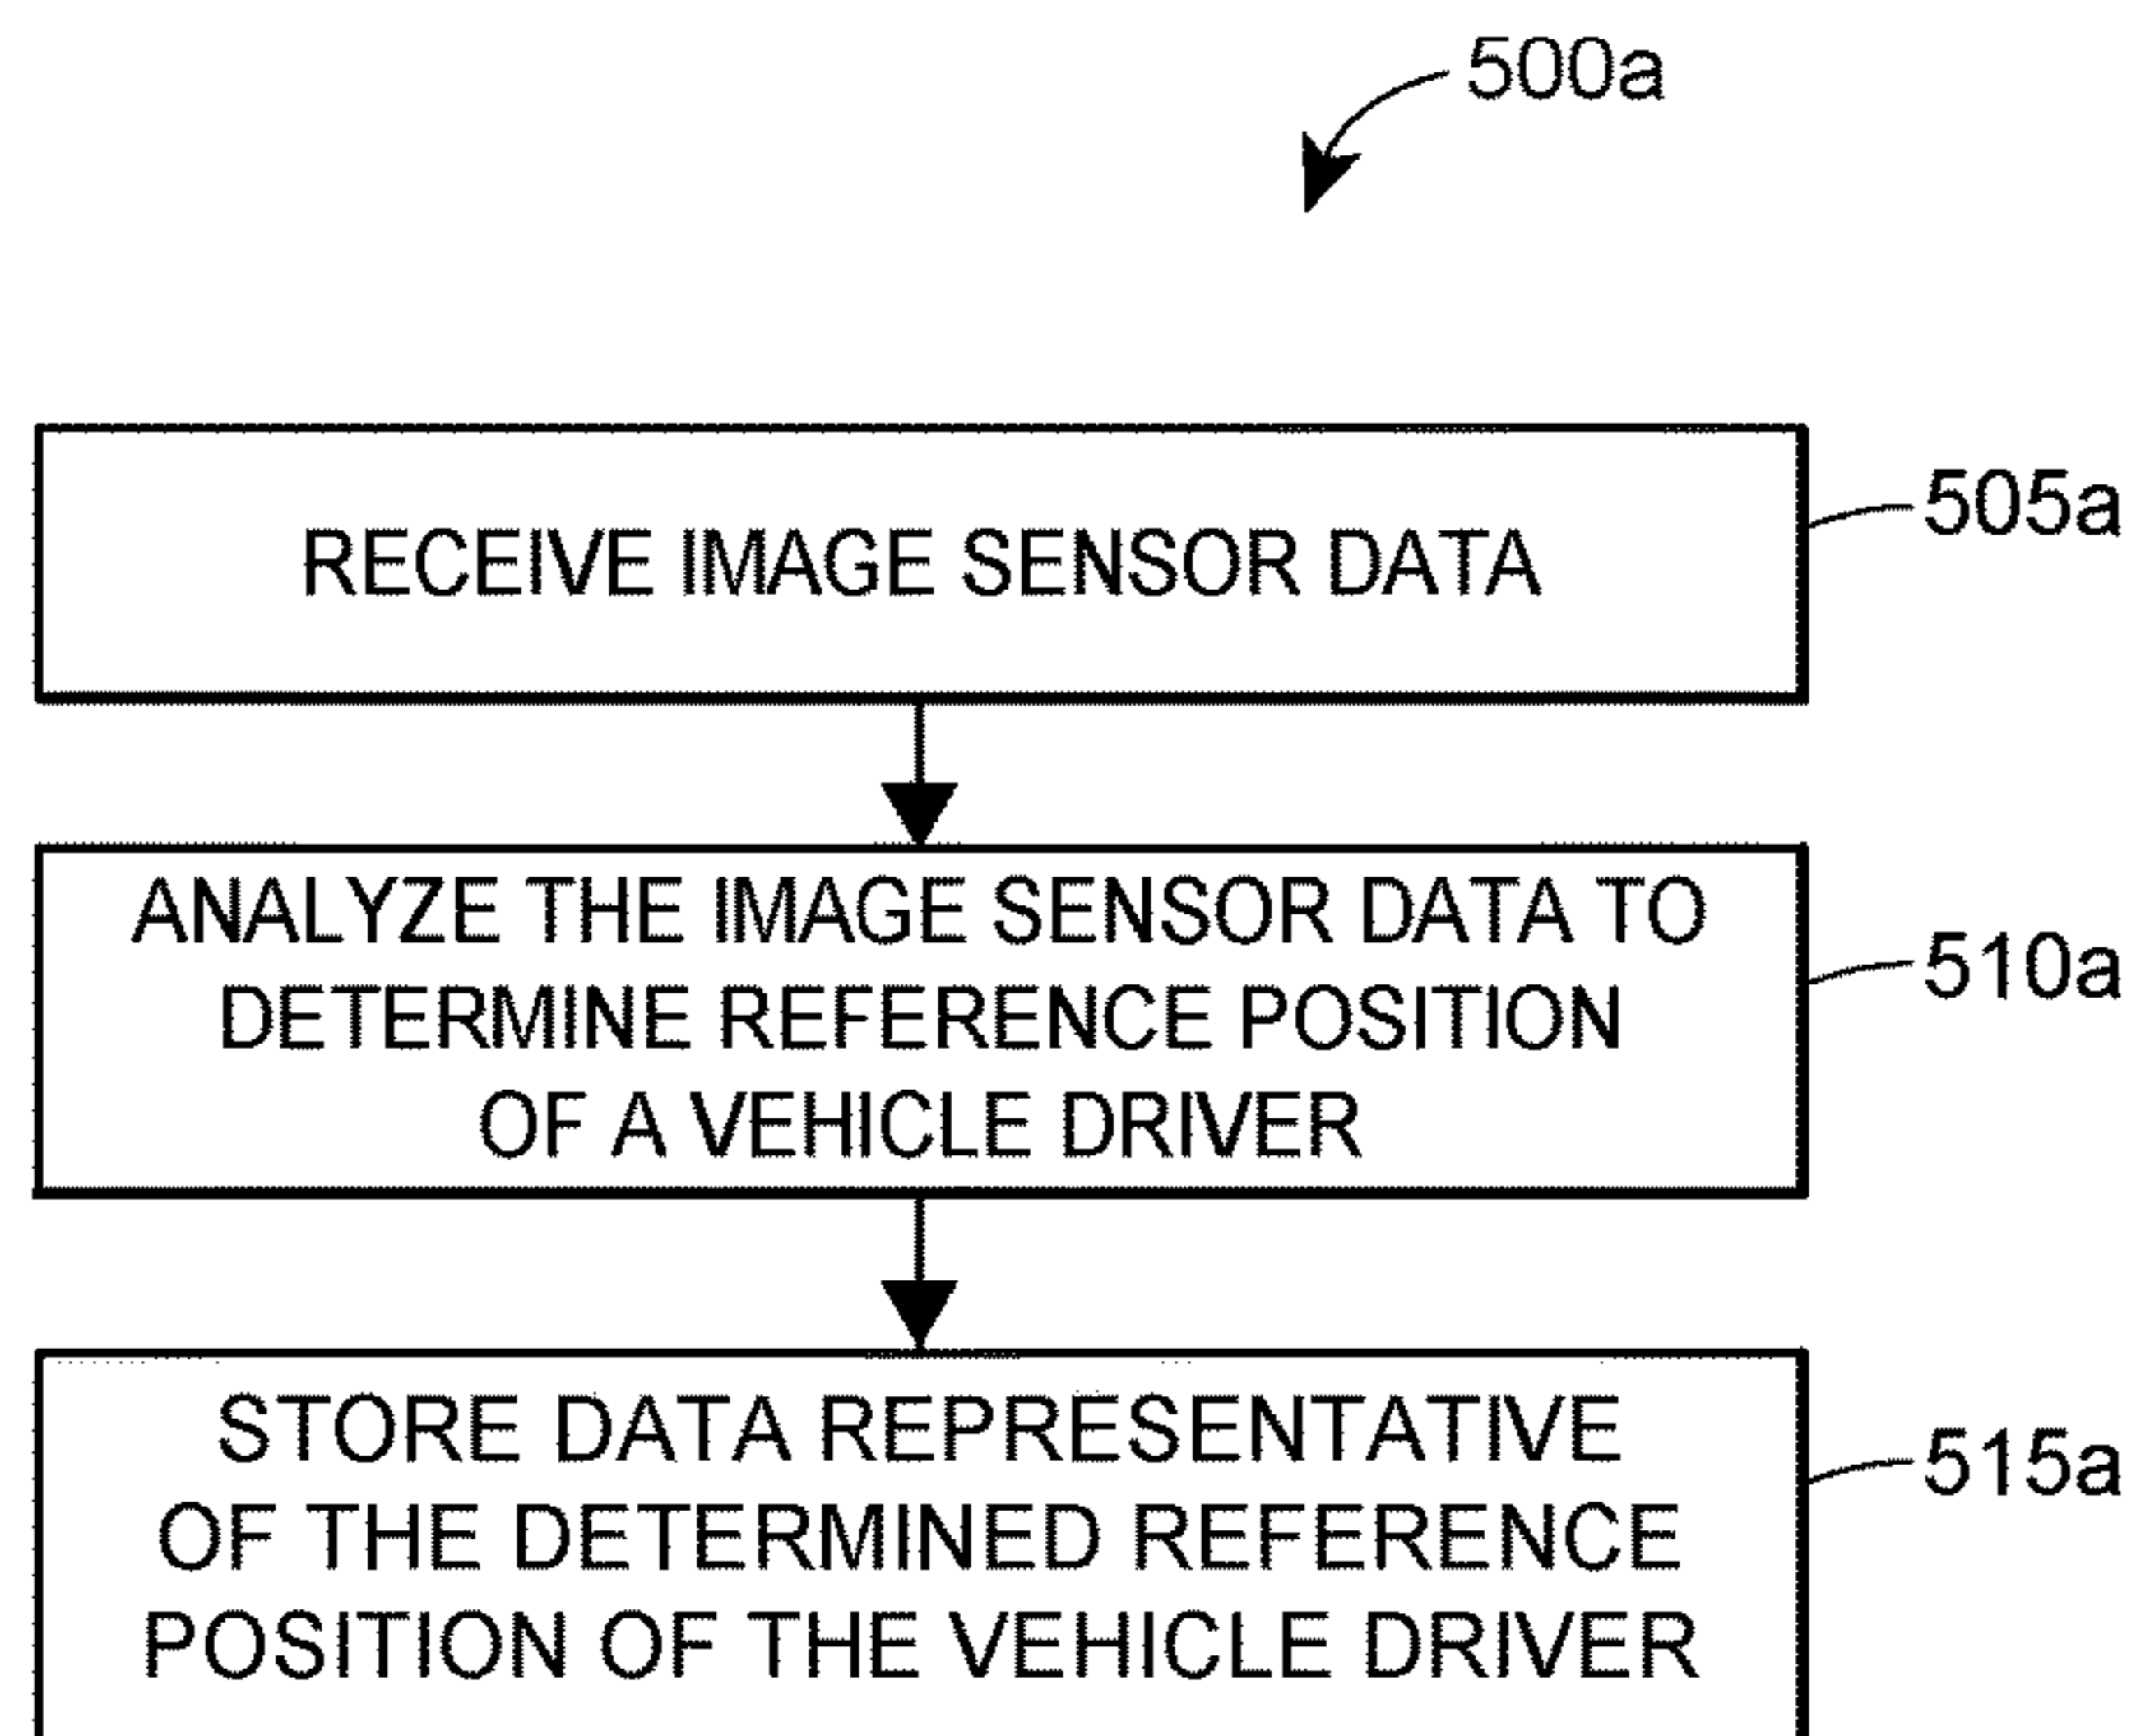 500a
RECEIVE IMAGE SENSOR DATA
505a
ANALYZE THE IMAGE SENSOR DATA TO
DETERMINE REFERENCE POSITION
OF A VEHICLE DRIVER
510a
STORE DATA REPRESENTATIVE
OF THE DETERMINED REFERENCE
POSITION OF THE VEHICLE DRIVER
515a